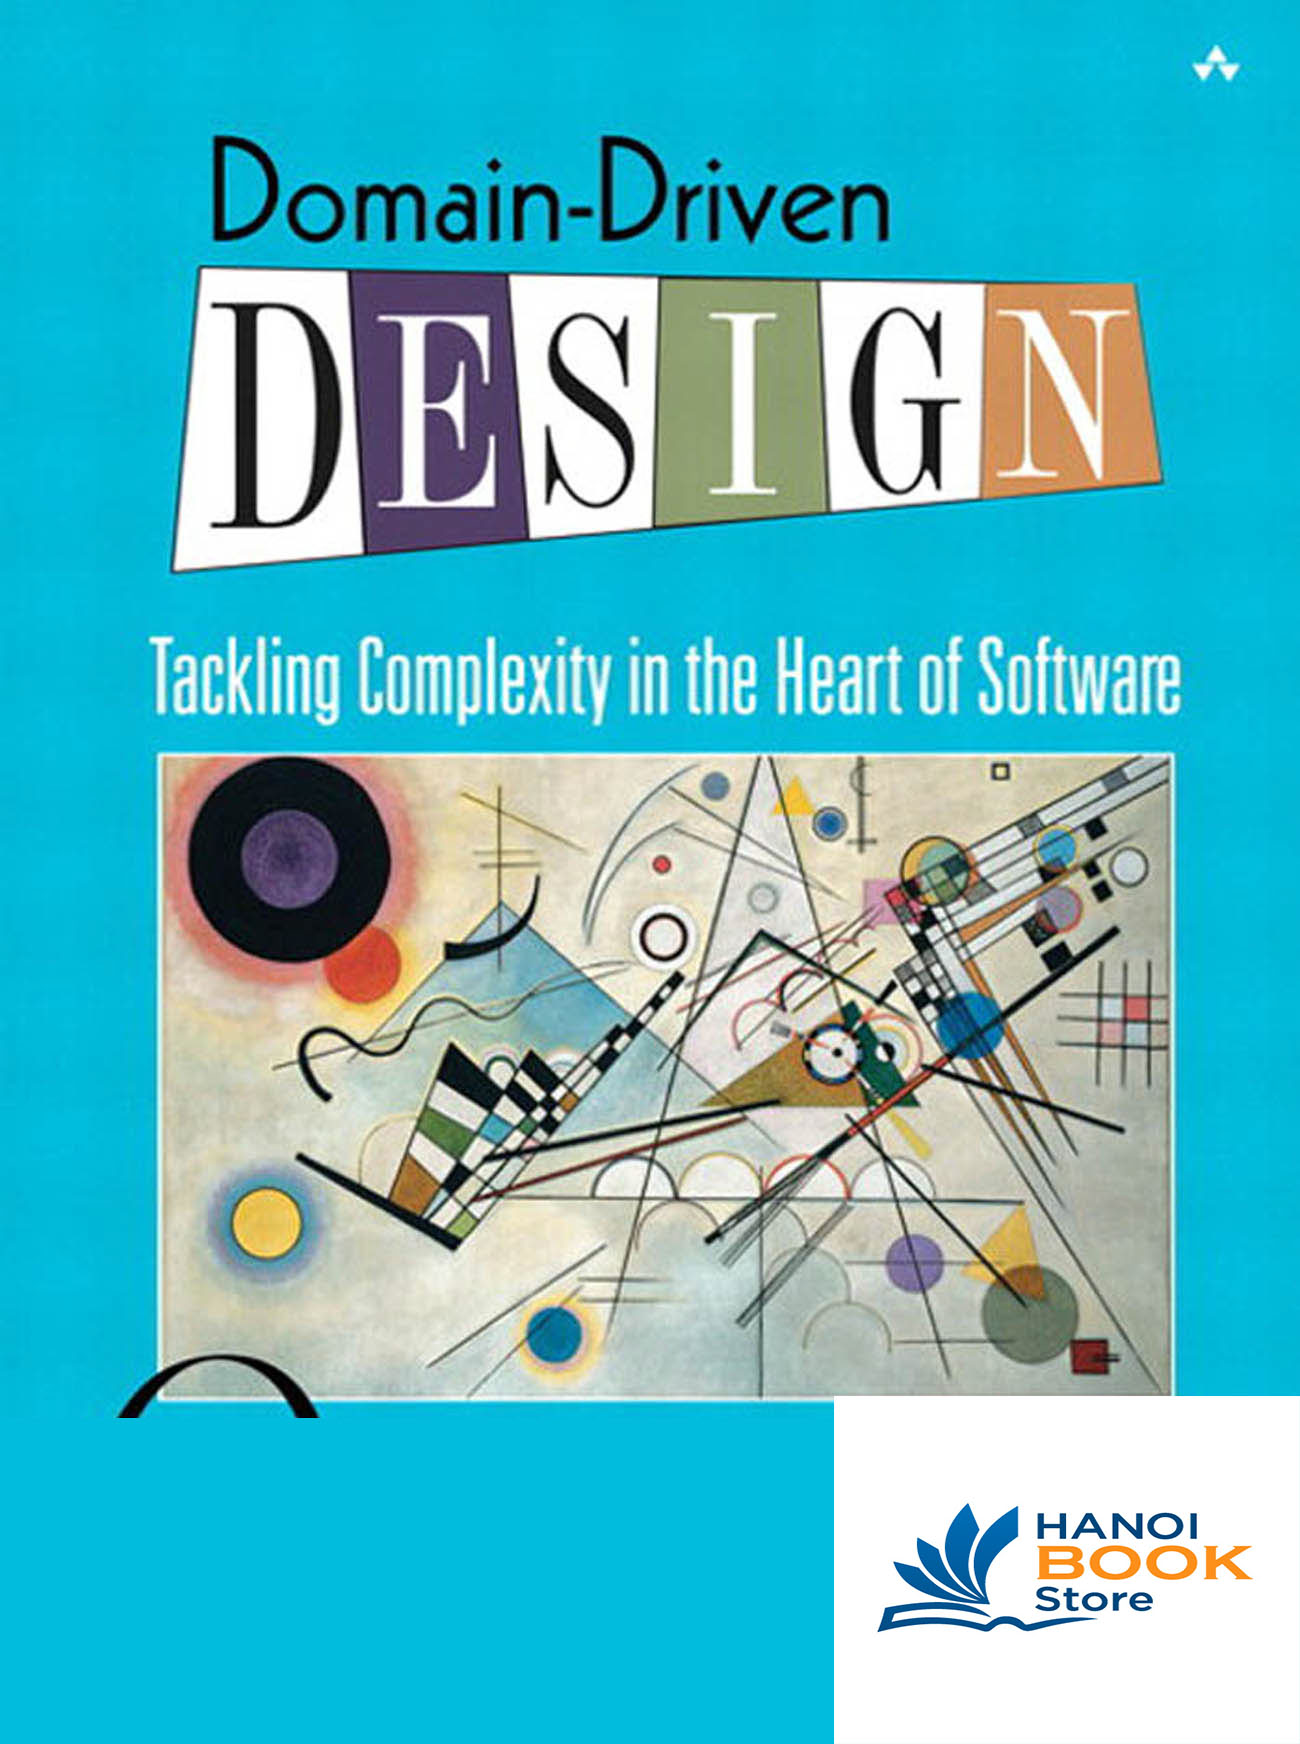 Domain-Driven
DESIGN
Tackling Complexity in the Heart of Software
HANOI
BOOK
Store